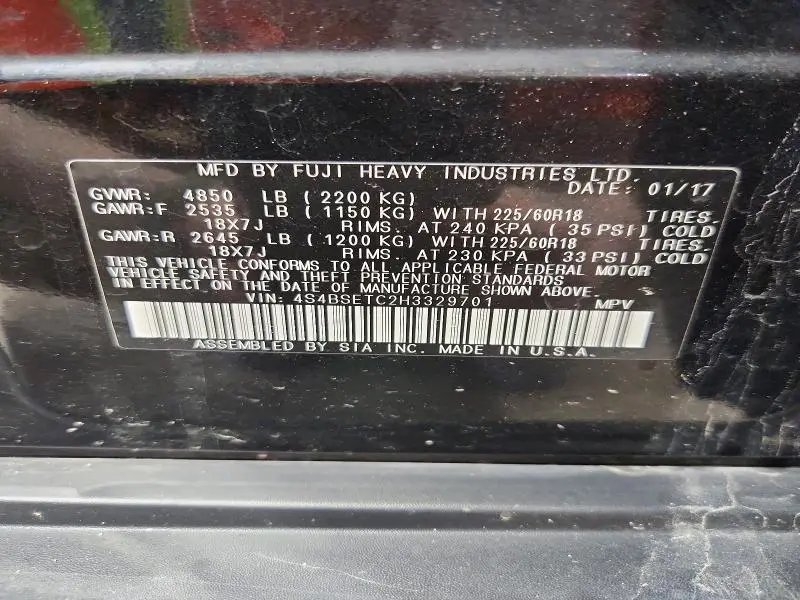 MFD BY FUJI HEAVY INDUSTRIES LTD.
DATE: 01/17
GVWR: 4850 LB (2200 KG)
GAWR:F 2535 LB (1150 KG) WITH 225/60R18 TIRES.
18X7J RIMS. AT 240 KPA (35 PSI) COLD
GAWR:R 2645 LB (1200 KG) WITH 225/60R18 TIRES.
18X7J RIMS. AT 230 KPA (33 PSI) COLD
THIS VEHICLE CONFORMS TO ALL APPLICABLE FEDERAL MOTOR
VEHICLE SAFETY AND THEFT PREVENTION STANDARDS
IN EFFECT ON THE DATE OF MANUFACTURE SHOWN ABOVE.
VIN: 4S4BSETC2H3329701 MPV
ASSEMBLED BY SIA INC. MADE IN U.S.A.